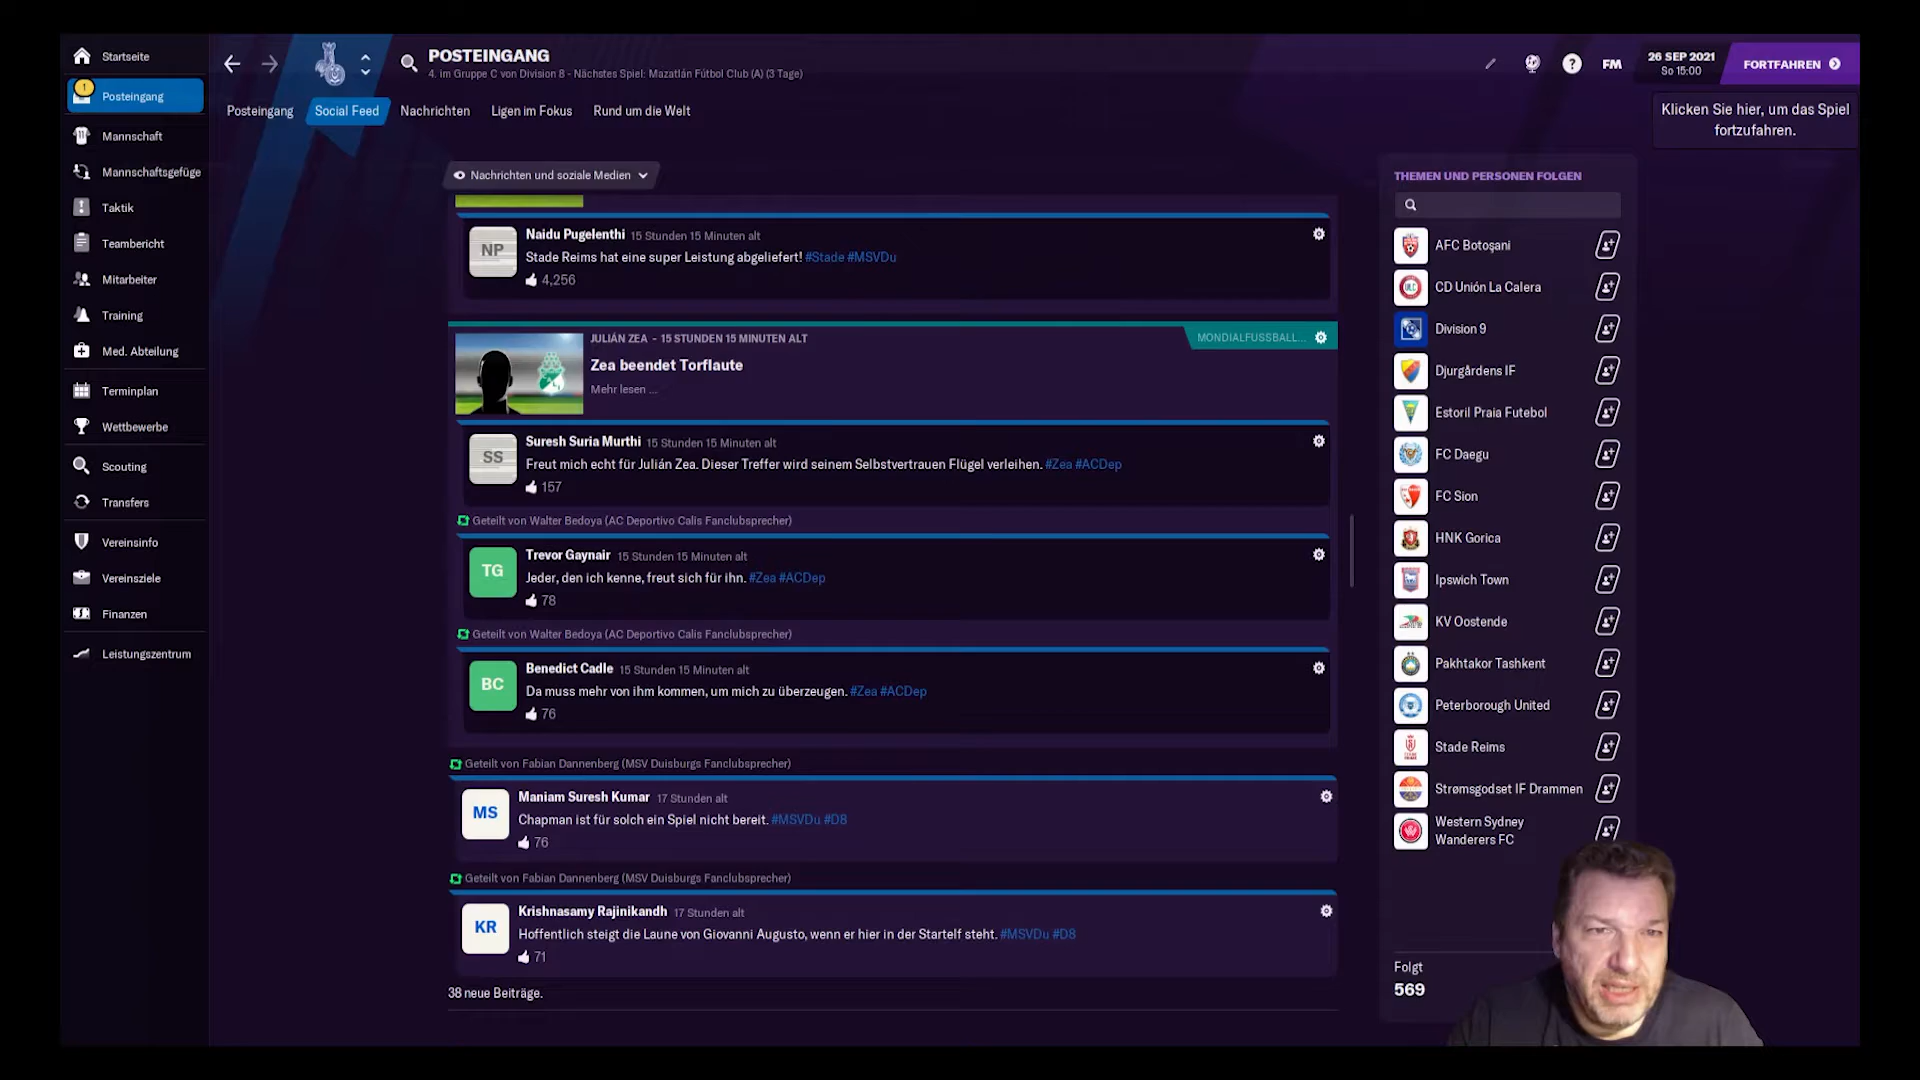 Startseite
1
Posteingang
Mannschaft
Mannschaftsgefüge
Taktik
Teambericht
Mitarbeiter
Training
Med. Abteilung
Terminplan
Wettbewerbe
Scouting
Transfers
Vereinsinfo
Vereinsziele
Finanzen
Leistungszentrum
POSTEINGANG
4. im Gruppe C von Division 8 - Nächstes Spiel: Mazatlán Fútbol Club (A) (3 Tage)
?
FM
26 SEP 2021
So 15:00
FORTFAHREN
Klicken Sie hier, um das Spiel
fortzufahren.
Posteingang
Social Feed
Nachrichten
Ligen im Fokus
Rund um die Welt
Nachrichten und soziale Medien
NP
Naidu Pugelenthi 15 Stunden 15 Minuten alt
Stade Reims hat eine super Leistung abgeliefert! #Stade #MSVDu
4,256
JULIÁN ZEA - 15 STUNDEN 15 MINUTEN ALT
MONDIALFUSSBALL...
Zea beendet Torflaute
Mehr lesen ...
SS
Suresh Suria Murthi 15 Stunden 15 Minuten alt
Freut mich echt für Julián Zea. Dieser Treffer wird seinem Selbstvertrauen Flügel verleihen. #Zea #ACDep
157
Geteilt von Walter Bedoya (AC Deportivo Calis Fanclubsprecher)
TG
Trevor Gaynair 15 Stunden 15 Minuten alt
Jeder, den ich kenne, freut sich für ihn. #Zea #ACDep
78
Geteilt von Walter Bedoya (AC Deportivo Calis Fanclubsprecher)
BC
Benedict Cadle 15 Stunden 15 Minuten alt
Da muss mehr von ihm kommen, um mich zu überzeugen. #Zea #ACDep
76
Geteilt von Fabian Dannenberg (MSV Duisburgs Fanclubsprecher)
MS
Maniam Suresh Kumar 17 Stunden alt
Chapman ist für solch ein Spiel nicht bereit. #MSVDu #D8
76
Geteilt von Fabian Dannenberg (MSV Duisburgs Fanclubsprecher)
KR
Krishnasamy Rajinikandh 17 Stunden alt
Hoffentlich steigt die Laune von Giovanni Augusto, wenn er hier in der Startelf steht. #MSVDu #D8
71
38 neue Beiträge.
THEMEN UND PERSONEN FOLGEN
AFC Botoşani
CD Unión La Calera
Division 9
Djurgårdens IF
Estoril Praia Futebol
FC Daegu
FC Sion
HNK Gorica
Ipswich Town
KV Oostende
Pakhtakor Tashkent
Peterborough United
Stade Reims
Strømsgodset IF Drammen
Western Sydney
Wanderers FC
Folgt
569